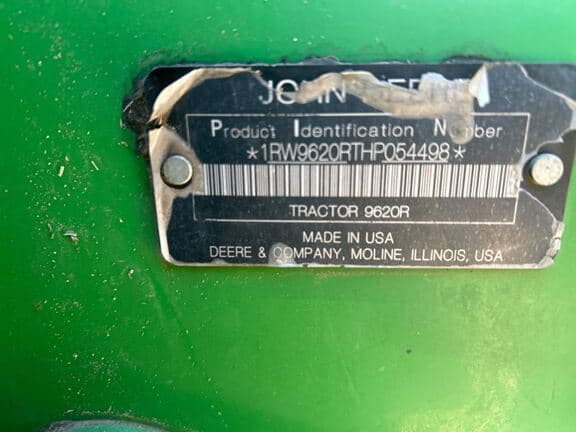 Product Identification Number
*1RW9620RTHP054498*
TRACTOR 9620R
MADE IN USA
DEERE & COMPANY, MOLINE, ILLINOIS, USA